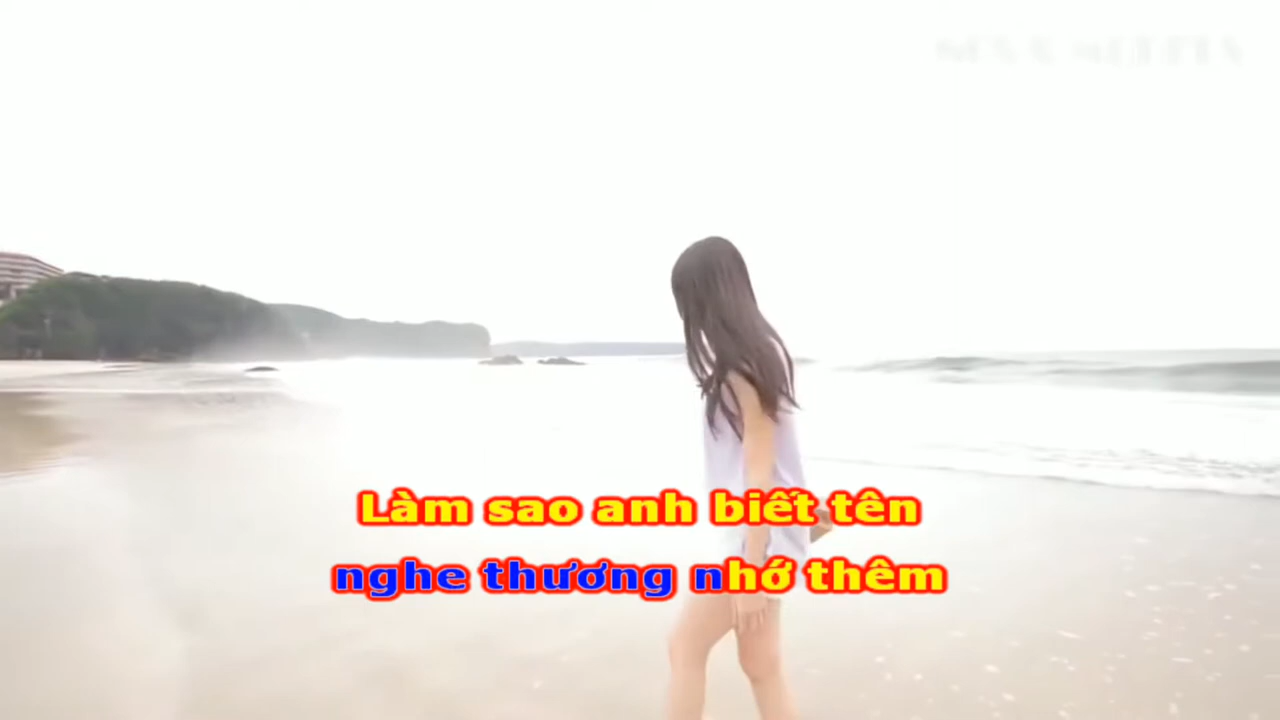 Làm sao anh biết tên
nghe thương nhớ thêm